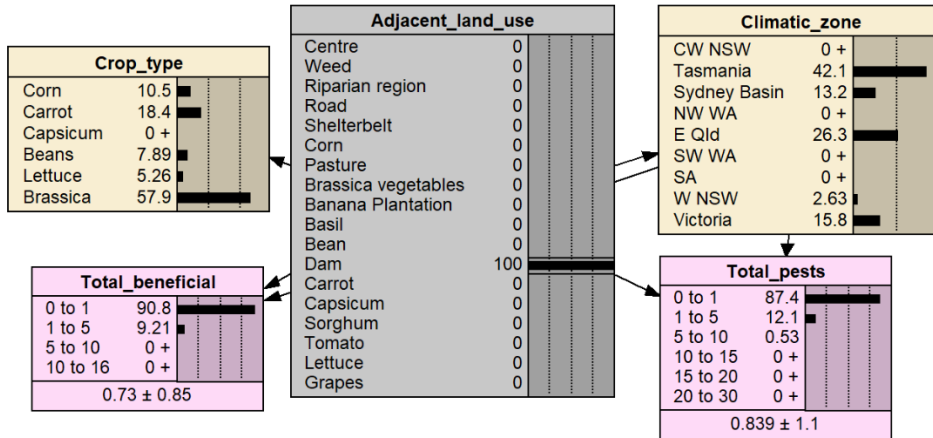 Crop_type
Corn 10.5
Carrot 18.4
Capsicum 0 +
Beans 7.89
Lettuce 5.26
Brassica 57.9
Adjacent_land_use
Centre 0
Weed 0
Riparian region 0
Road 0
Shelterbelt 0
Corn 0
Pasture 0
Brassica vegetables 0
Banana Plantation 0
Basil 0
Bean 0
Dam 100
Carrot 0
Capsicum 0
Sorghum 0
Tomato 0
Lettuce 0
Grapes 0
Climatic_zone
CW NSW 0 +
Tasmania 42.1
Sydney Basin 13.2
NW WA 0 +
E Qld 26.3
SW WA 0 +
SA 0 +
W NSW 2.63
Victoria 15.8
Total_beneficial
0 to 1 90.8
1 to 5 9.21
5 to 10 0 +
10 to 16 0 +
0.73 ± 0.85
Total_pests
0 to 1 87.4
1 to 5 12.1
5 to 10 0.53
10 to 15 0 +
15 to 20 0 +
20 to 30 0 +
0.839 ± 1.1